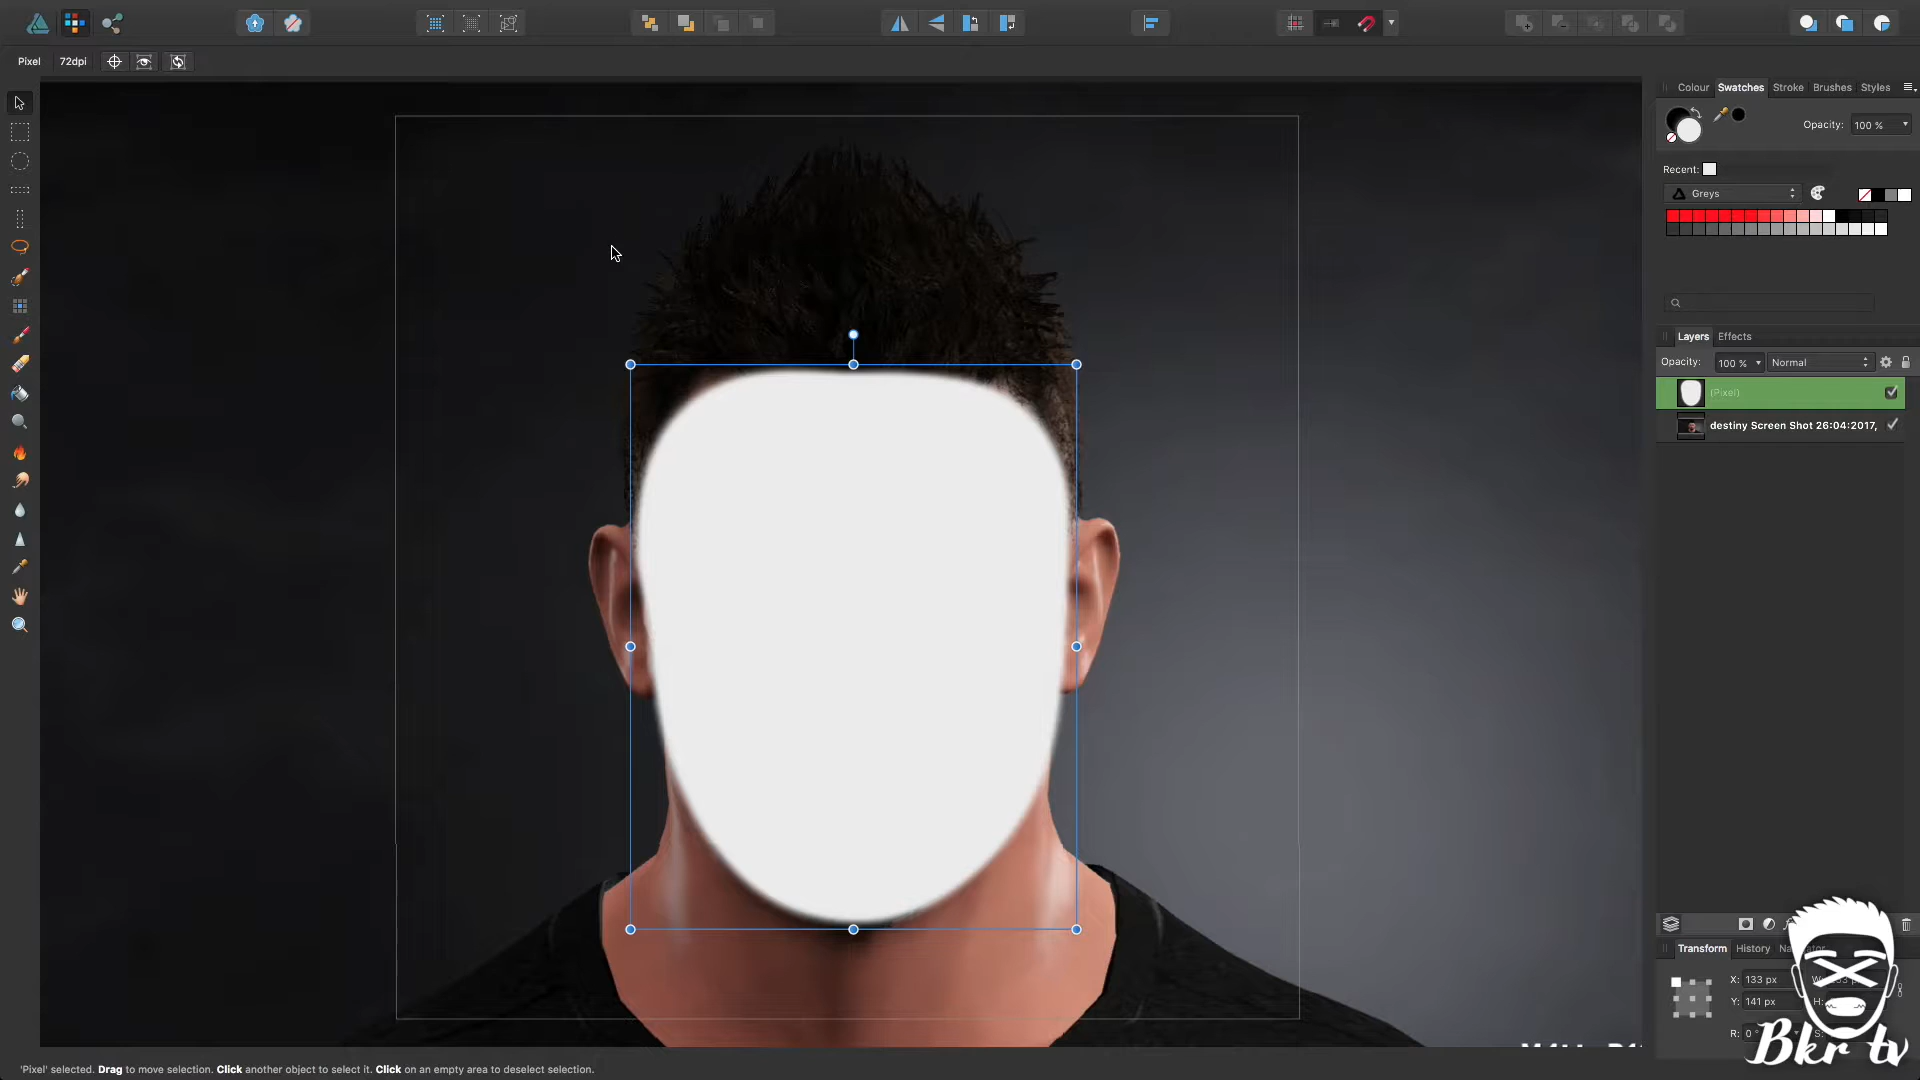 Pixel 72dpi
Colour Swatches Stroke Brushes Styles
Opacity: 100 %
Recent:
Greys
Layers Effects
Opacity: 100 % Normal
(Pixel)
destiny Screen Shot 26:04:2017,
Transform History
X: 133 px
Y: 141 px
R: 0 °
Bkr tv
'Pixel' selected. Drag to move selection. Click another object to select it. Click on an empty area to deselect selection.